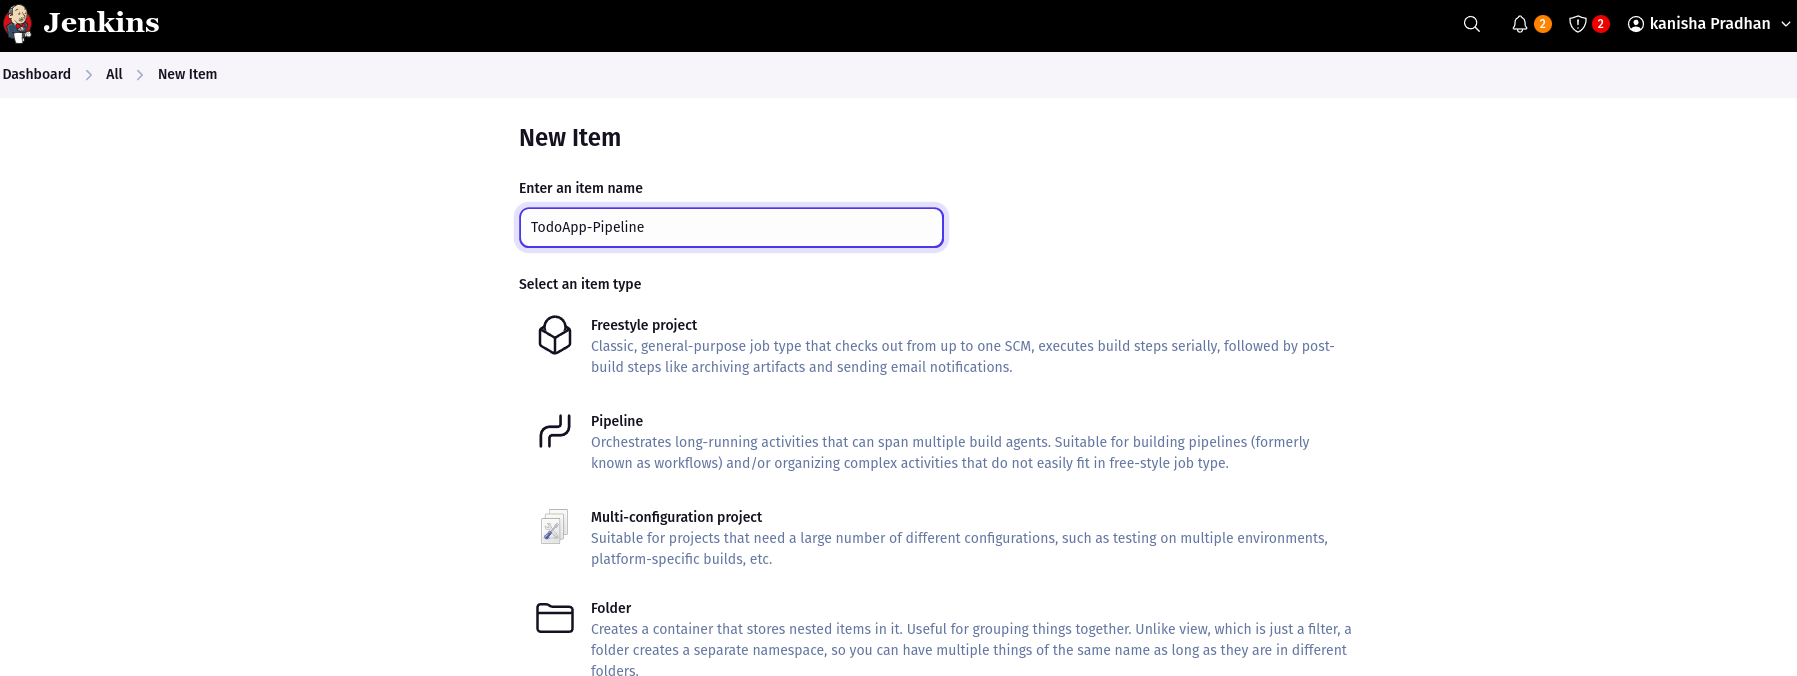 Jenkins
2
2
kanisha Pradhan
Dashboard
All
New Item
New Item
Enter an item name
TodoApp-Pipeline
Select an item type
Freestyle project
Classic, general-purpose job type that checks out from up to one SCM, executes build steps serially, followed by post-
build steps like archiving artifacts and sending email notifications.
Pipeline
Orchestrates long-running activities that can span multiple build agents. Suitable for building pipelines (formerly
known as workflows) and/or organizing complex activities that do not easily fit in free-style job type.
Multi-configuration project
Suitable for projects that need a large number of different configurations, such as testing on multiple environments,
platform-specific builds, etc.
Folder
Creates a container that stores nested items in it. Useful for grouping things together. Unlike view, which is just a filter, a
folder creates a separate namespace, so you can have multiple things of the same name as long as they are in different
folders.